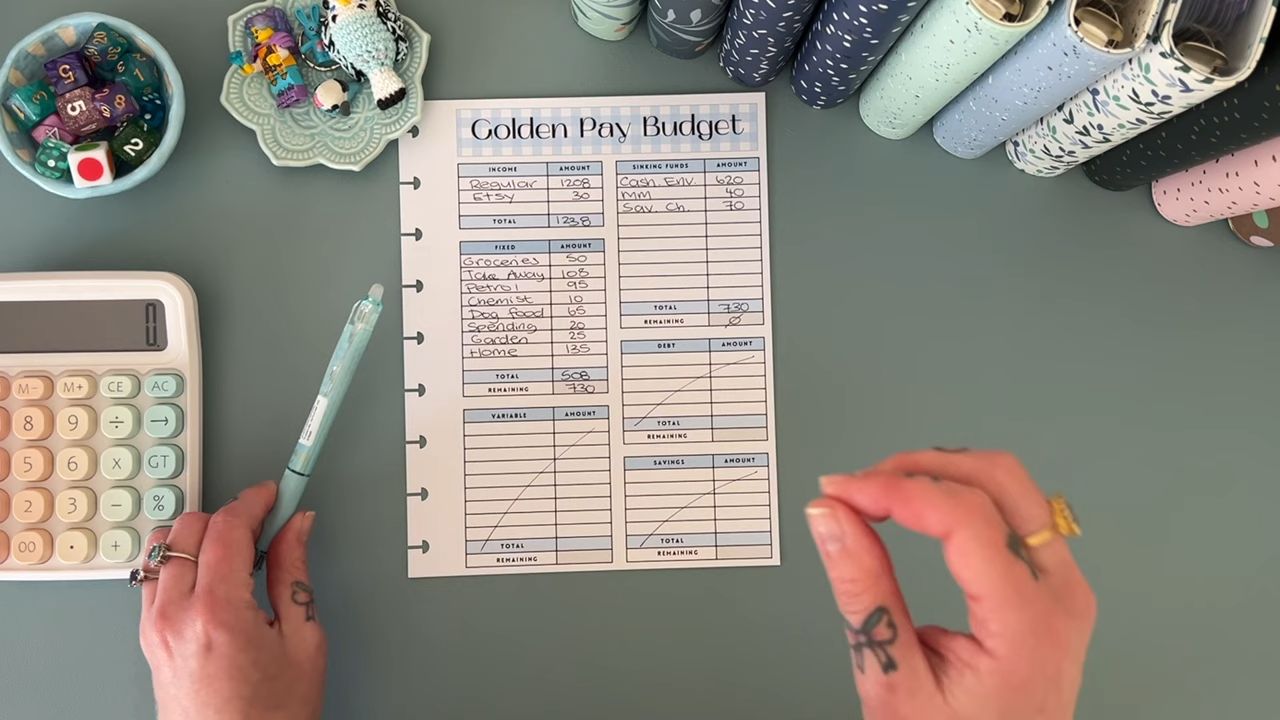 Golden Pay Budget
INCOME AMOUNT
Regular 1208
Etsy 30
TOTAL 1238
FIXED AMOUNT
Groceries 50
Take Away 108
Petrol 95
Chemist 10
Dog food 65
Spending 20
Garden 25
Home 135
TOTAL 508
REMAINING 730
VARIABLE AMOUNT
TOTAL
REMAINING
SINKING FUNDS AMOUNT
Cash. Env. 620
MM 40
Sav. Ch. 70
TOTAL 730
REMAINING Ø
DEBT AMOUNT
TOTAL
REMAINING
SAVINGS AMOUNT
TOTAL
REMAINING
0
M- M+ CE AC
8 9 ÷ →
5 6 X GT
2 3 − %
00 • +
5
5
8
2